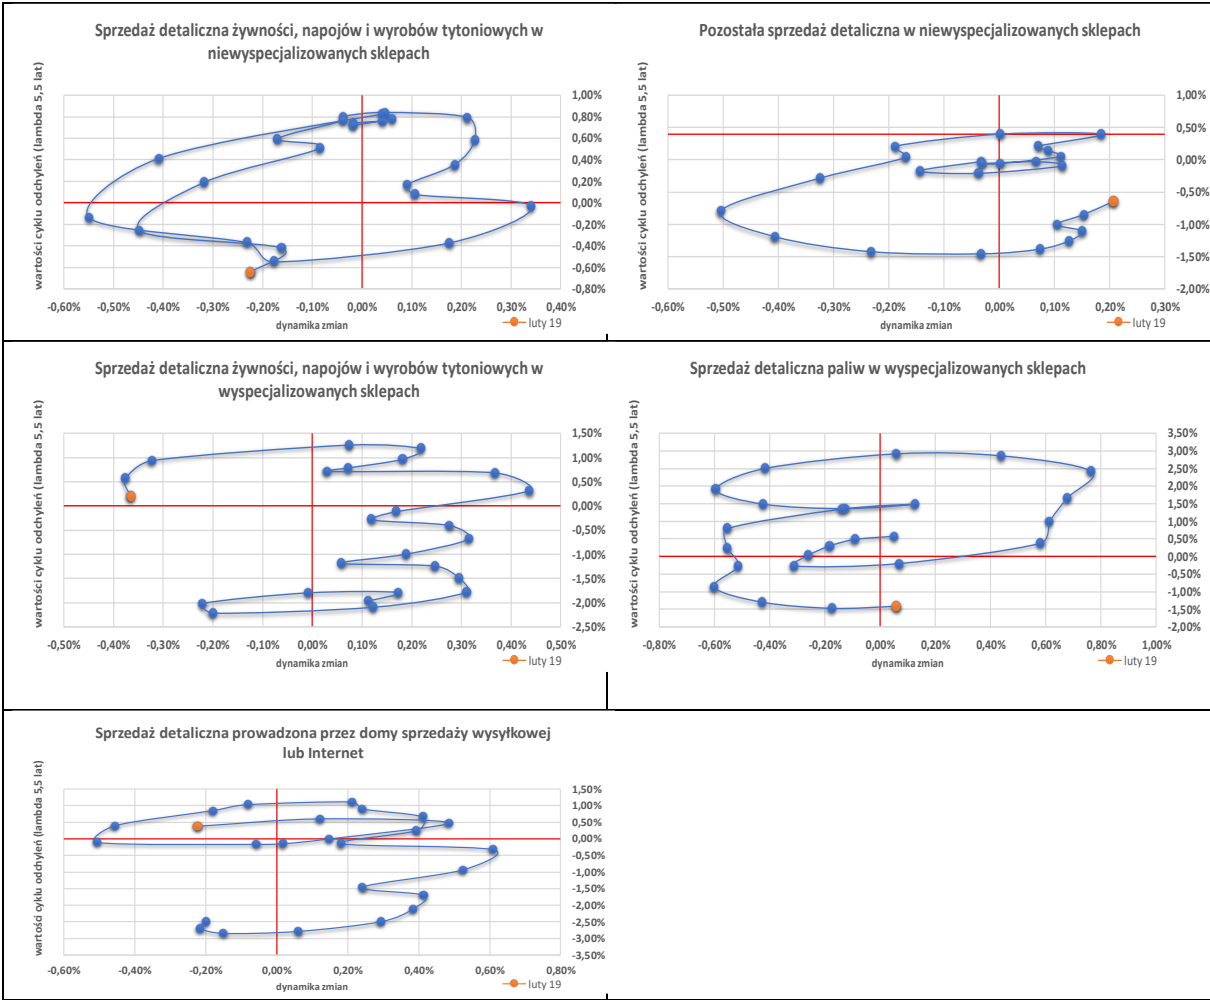 Sprzedaż detaliczna żywności, napojów i wyrobów tytoniowych w
niewyspecjalizowanych sklepach
wartości cyklu odchyleń (lambda 5,5 lat)
1,00%
0,80%
0,60%
0,40%
0,20%
0,00%
-0,20%
-0,40%
-0,60%
-0,80%
-0,60% -0,50% -0,40% -0,30% -0,20% -0,10% 0,00% 0,10% 0,20% 0,30% 0,40%
dynamika zmian
luty 19
Pozostała sprzedaż detaliczna w niewyspecjalizowanych sklepach
wartości cyklu odchyleń (lambda 5,5 lat)
1,00%
0,50%
0,00%
-0,50%
-1,00%
-1,50%
-2,00%
-0,60% -0,50% -0,40% -0,30% -0,20% -0,10% 0,00% 0,10% 0,20% 0,30%
dynamika zmian
luty 19
Sprzedaż detaliczna żywności, napojów i wyrobów tytoniowych w
wyspecjalizowanych sklepach
wartości cyklu odchyleń (lambda 5,5 lat)
1,50%
1,00%
0,50%
0,00%
-0,50%
-1,00%
-1,50%
-2,00%
-2,50%
-0,50% -0,40% -0,30% -0,20% -0,10% 0,00% 0,10% 0,20% 0,30% 0,40% 0,50%
dynamika zmian
luty 19
Sprzedaż detaliczna paliw w wyspecjalizowanych sklepach
wartości cyklu odchyleń (lambda 5,5 lat)
3,50%
3,00%
2,50%
2,00%
1,50%
1,00%
0,50%
0,00%
-0,50%
-1,00%
-1,50%
-2,00%
-0,80% -0,60% -0,40% -0,20% 0,00% 0,20% 0,40% 0,60% 0,80% 1,00%
dynamika zmian
luty 19
Sprzedaż detaliczna prowadzona przez domy sprzedaży wysyłkowej
lub Internet
wartości cyklu odchyleń (lambda 5,5 lat)
1,50%
1,00%
0,50%
0,00%
-0,50%
-1,00%
-1,50%
-2,00%
-2,50%
-3,00%
-3,50%
-0,60% -0,40% -0,20% 0,00% 0,20% 0,40% 0,60% 0,80%
dynamika zmian
luty 19